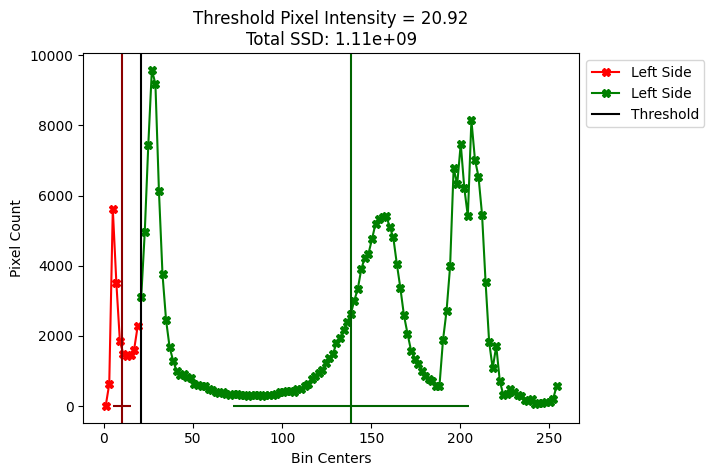 Threshold Pixel Intensity = 20.92
Total SSD: 1.11e+09
Left Side
Left Side
Threshold
Pixel Count
10000
8000
6000
4000
2000
0
0
50
100
150
200
250
Bin Centers